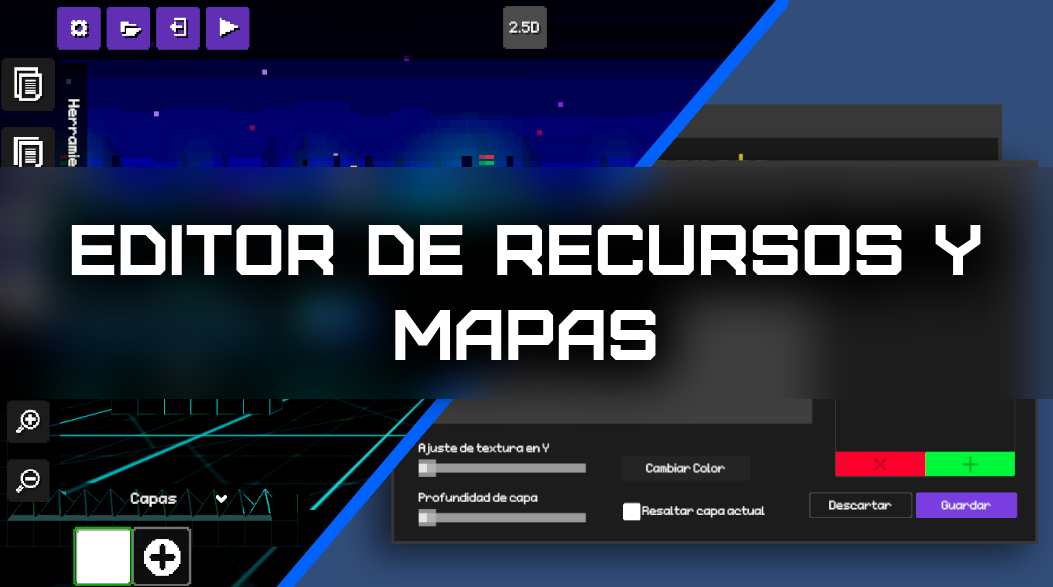 2.5D
Herramie
EDITOR DE RECURSOS Y
MAPAS
Ajuste de textura en Y
Cambiar Color
Profundidad de capa
Resaltar capa actual
Descartar
Guardar
Capas